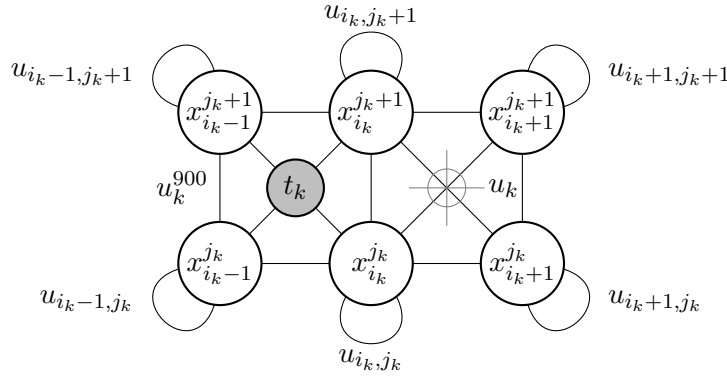 u_{i_k,j_k+1}
u_{i_k-1,j_k+1} u_{i_k+1,j_k+1}
x_{i_k-1}^{j_k+1} x_{i_k}^{j_k+1} x_{i_k+1}^{j_k+1}
u_k^{900} t_k u_k
x_{i_k-1}^{j_k} x_{i_k}^{j_k} x_{i_k+1}^{j_k}
u_{i_k-1,j_k} u_{i_k+1,j_k}
u_{i_k,j_k}